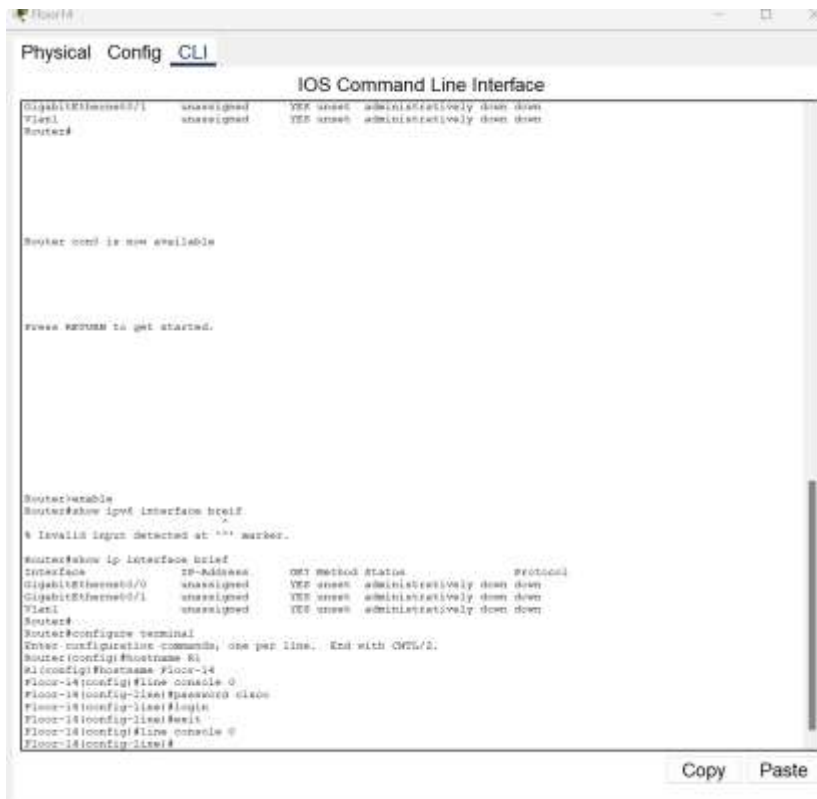 Floor14
Physical Config CLI
IOS Command Line Interface
GigabitEthernet0/1 unassigned YES unset administratively down down
Vlan1 unassigned YES unset administratively down down
Router#
Router con0 is now available
Press RETURN to get started.
Router>enable
Router#show ipv6 interface breif
^
% Invalid input detected at '^' marker.
Router#show ip interface brief
Interface IP-Address OK? Method Status Protocol
GigabitEthernet0/0 unassigned YES unset administratively down down
GigabitEthernet0/1 unassigned YES unset administratively down down
Vlan1 unassigned YES unset administratively down down
Router#
Router#configure terminal
Enter configuration commands, one per line. End with CNTL/Z.
Router(config)#hostname R1
R1(config)#hostname Floor-14
Floor-14(config)#line console 0
Floor-14(config-line)#password cisco
Floor-14(config-line)#login
Floor-14(config-line)#exit
Floor-14(config)#line console 0
Floor-14(config-line)#
Copy Paste